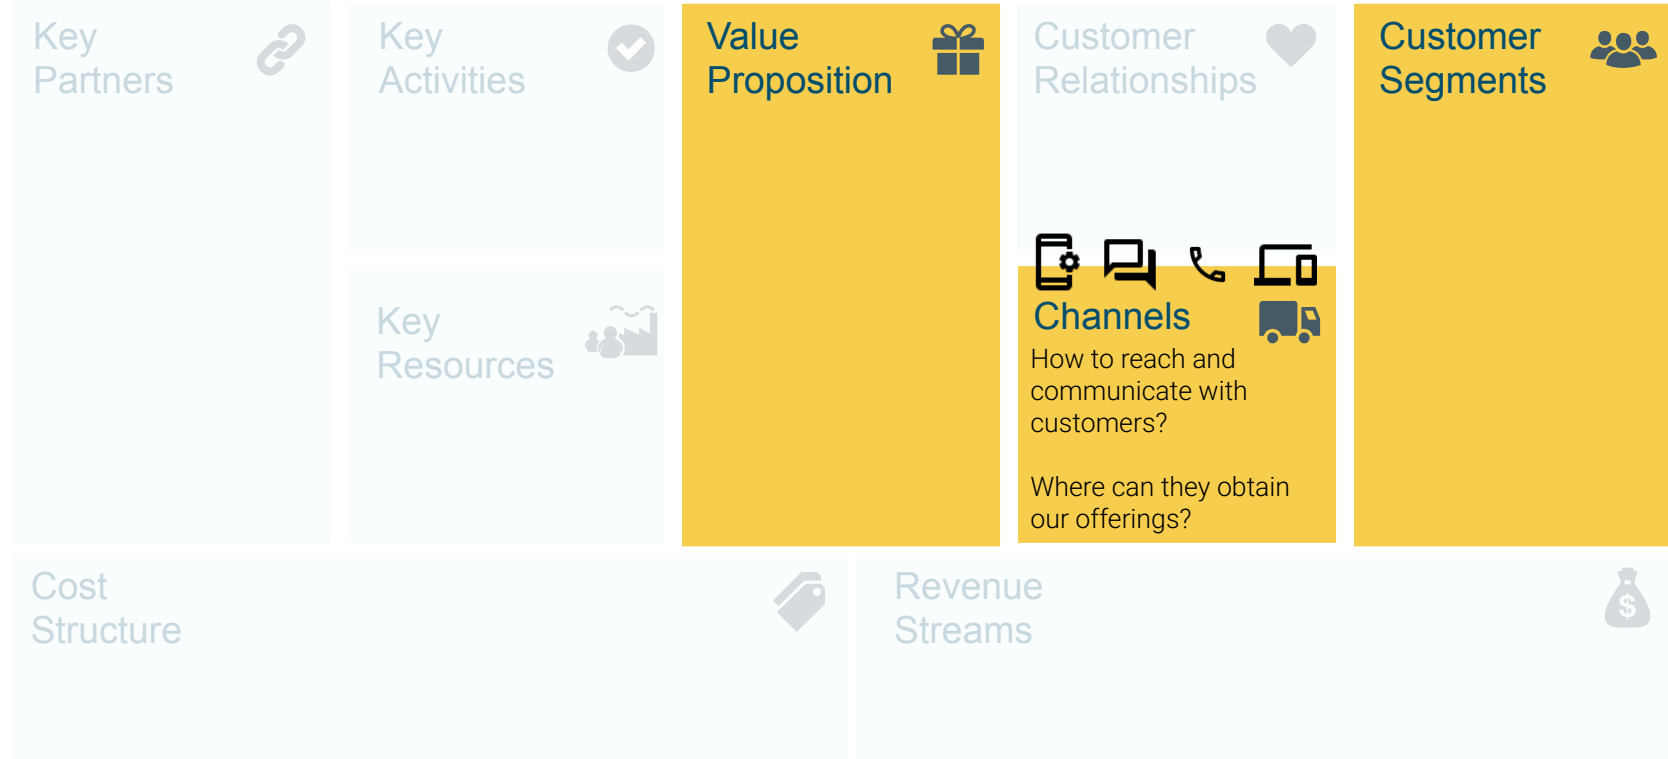 Key
Partners
Key
Activities
Value
Proposition
Customer
Relationships
Customer
Segments
Key
Resources
Channels
How to reach and
communicate with
customers?
Where can they obtain
our offerings?
Cost
Structure
Revenue
Streams
$